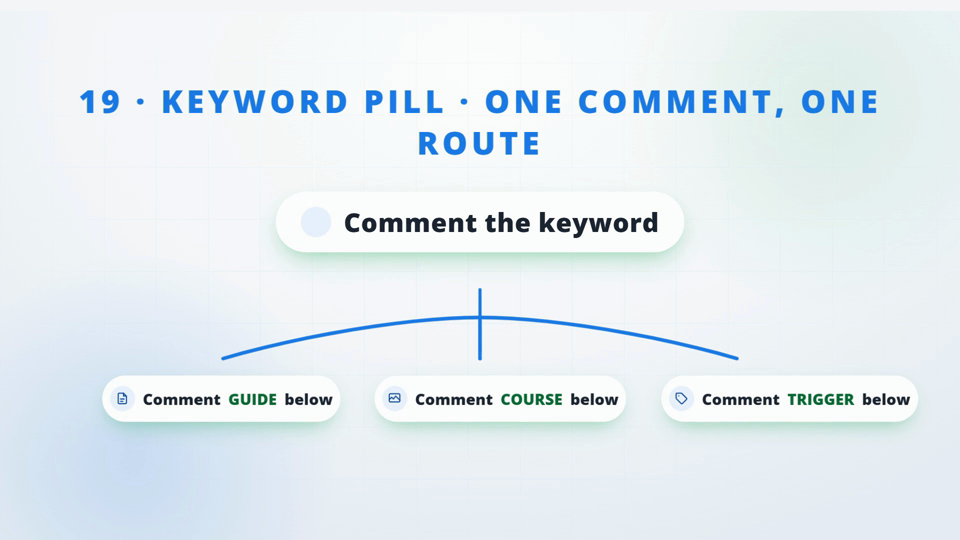 19 · KEYWORD PILL · ONE COMMENT, ONE
ROUTE
Comment the keyword
Comment GUIDE below
Comment COURSE below
Comment TRIGGER below